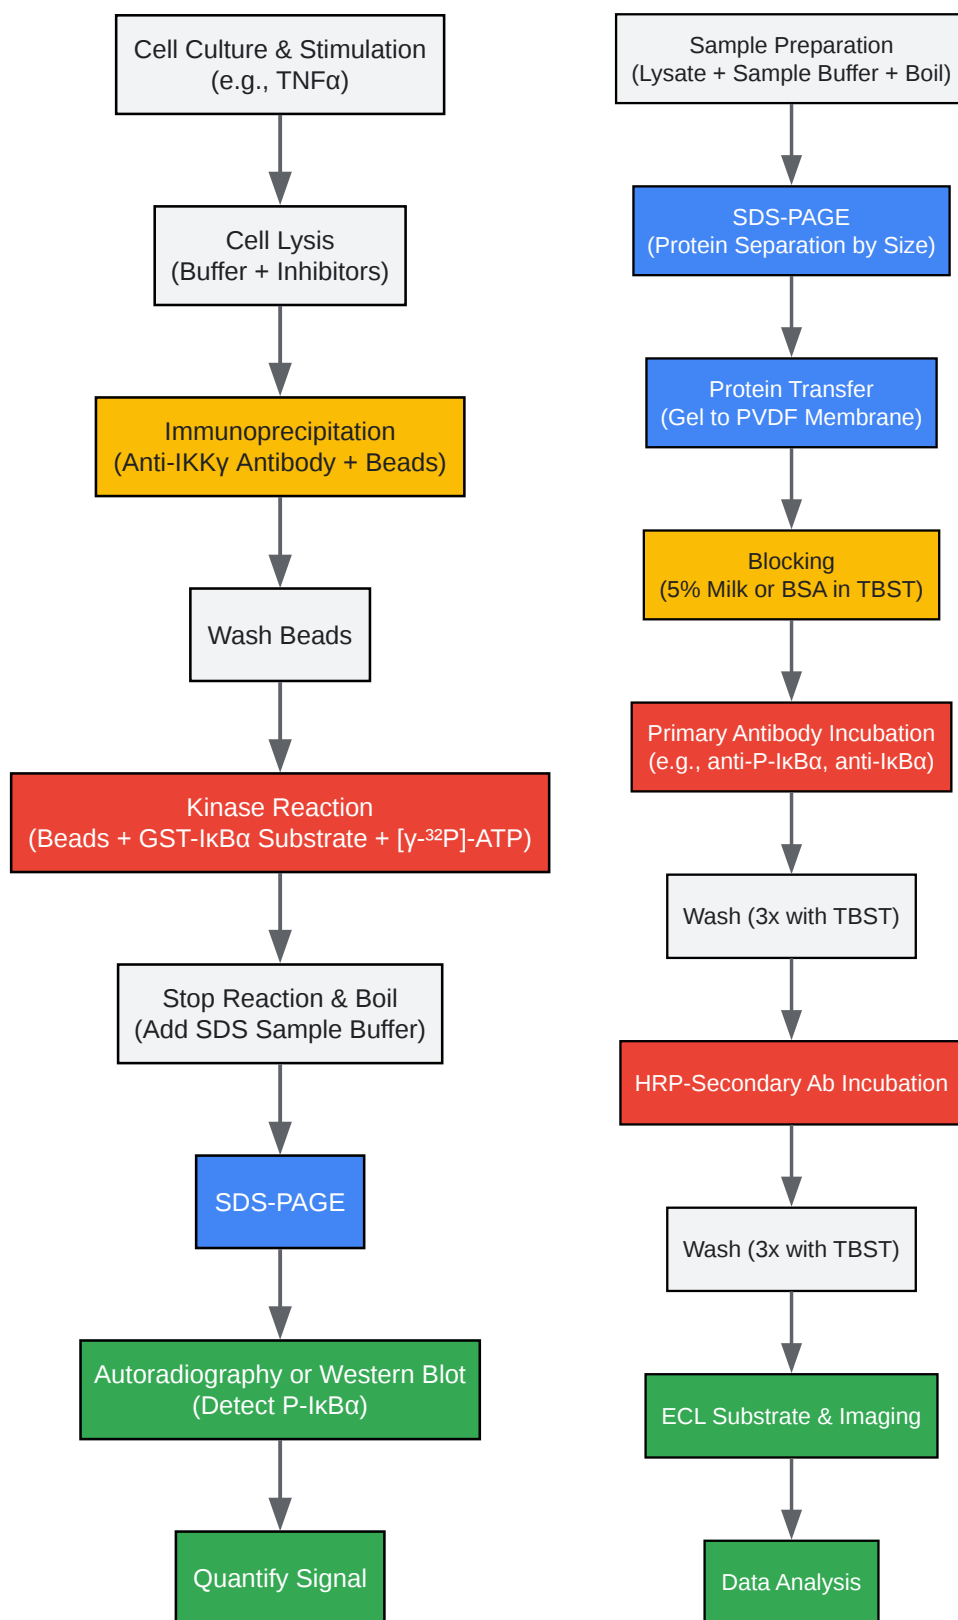 Cell Culture & Stimulation
(e.g., TNFα)
Cell Lysis
(Buffer + Inhibitors)
Immunoprecipitation
(Anti-IKKγ Antibody + Beads)
Wash Beads
Kinase Reaction
(Beads + GST-IκBα Substrate + [γ-³²P]-ATP)
Stop Reaction & Boil
(Add SDS Sample Buffer)
SDS-PAGE
Autoradiography or Western Blot
(Detect P-IκBα)
Quantify Signal
Sample Preparation
(Lysate + Sample Buffer + Boil)
SDS-PAGE
(Protein Separation by Size)
Protein Transfer
(Gel to PVDF Membrane)
Blocking
(5% Milk or BSA in TBST)
Primary Antibody Incubation
(e.g., anti-P-IκBα, anti-IκBα)
Wash (3x with TBST)
HRP-Secondary Ab Incubation
Wash (3x with TBST)
ECL Substrate & Imaging
Data Analysis